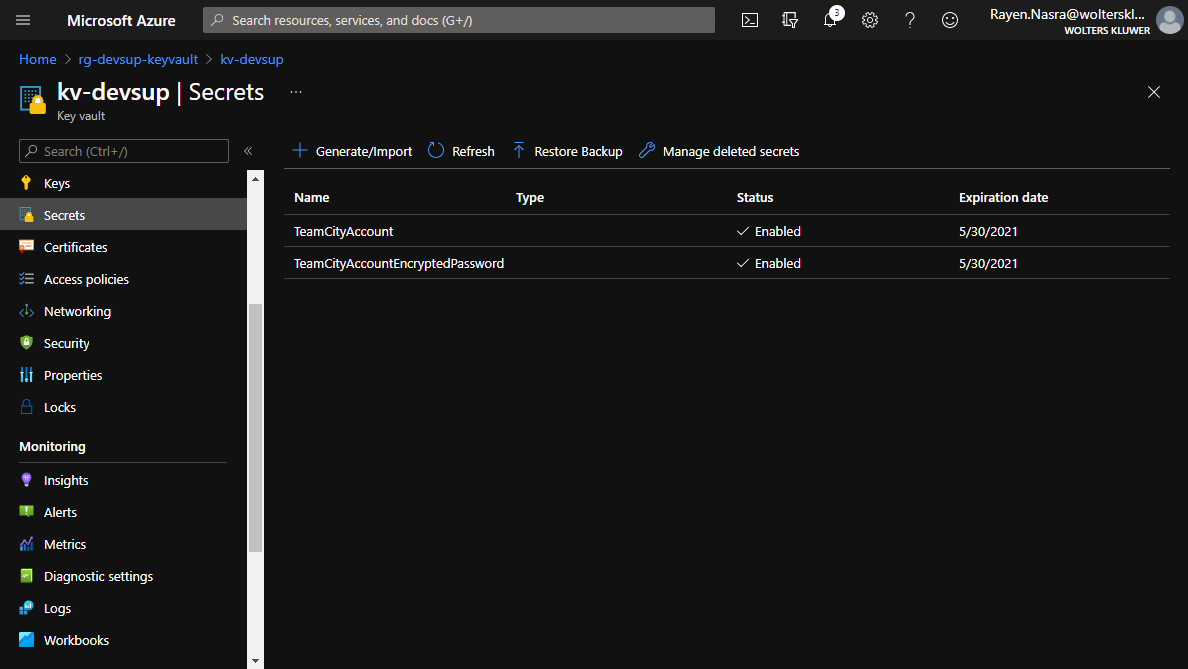 Microsoft Azure
Search resources, services, and docs (G+/)
3
Rayen.Nasra@wolterskl...
WOLTERS KLUWER
Home > rg-devsup-keyvault > kv-devsup
kv-devsup | Secrets ...
Key vault
Search (Ctrl+/)
«
Generate/Import
Refresh
Restore Backup
Manage deleted secrets
Keys
Secrets
Certificates
Access policies
Networking
Security
Properties
Locks
Monitoring
Insights
Alerts
Metrics
Diagnostic settings
Logs
Workbooks
Name Type Status Expiration date
TeamCityAccount Enabled 5/30/2021
TeamCityAccountEncryptedPassword Enabled 5/30/2021